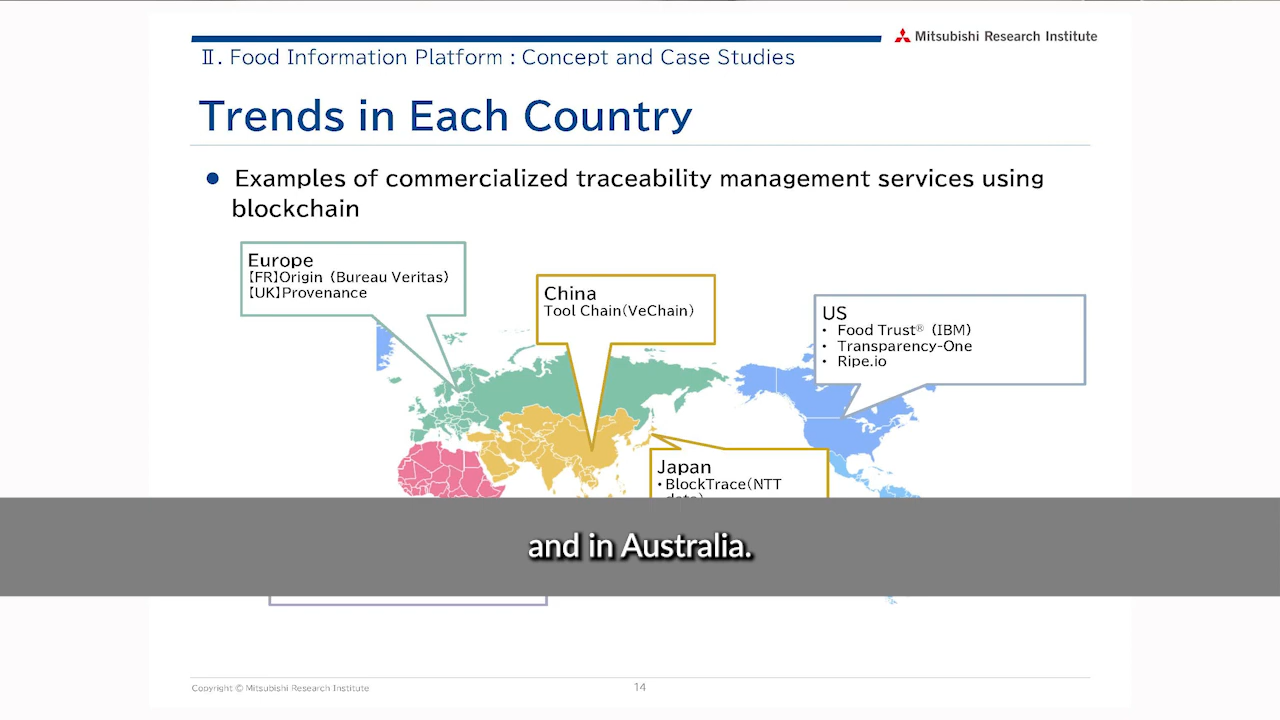 Mitsubishi Research Institute
Ⅱ. Food Information Platform : Concept and Case Studies
Trends in Each Country
● Examples of commercialized traceability management services using
blockchain
Europe
【FR】Origin (Bureau Veritas)
【UK】Provenance
China
Tool Chain(VeChain)
US
・ Food Trust® (IBM)
・ Transparency-One
・ Ripe.io
Japan
・BlockTrace(NTT
and in Australia.
Copyright © Mitsubishi Research Institute
14